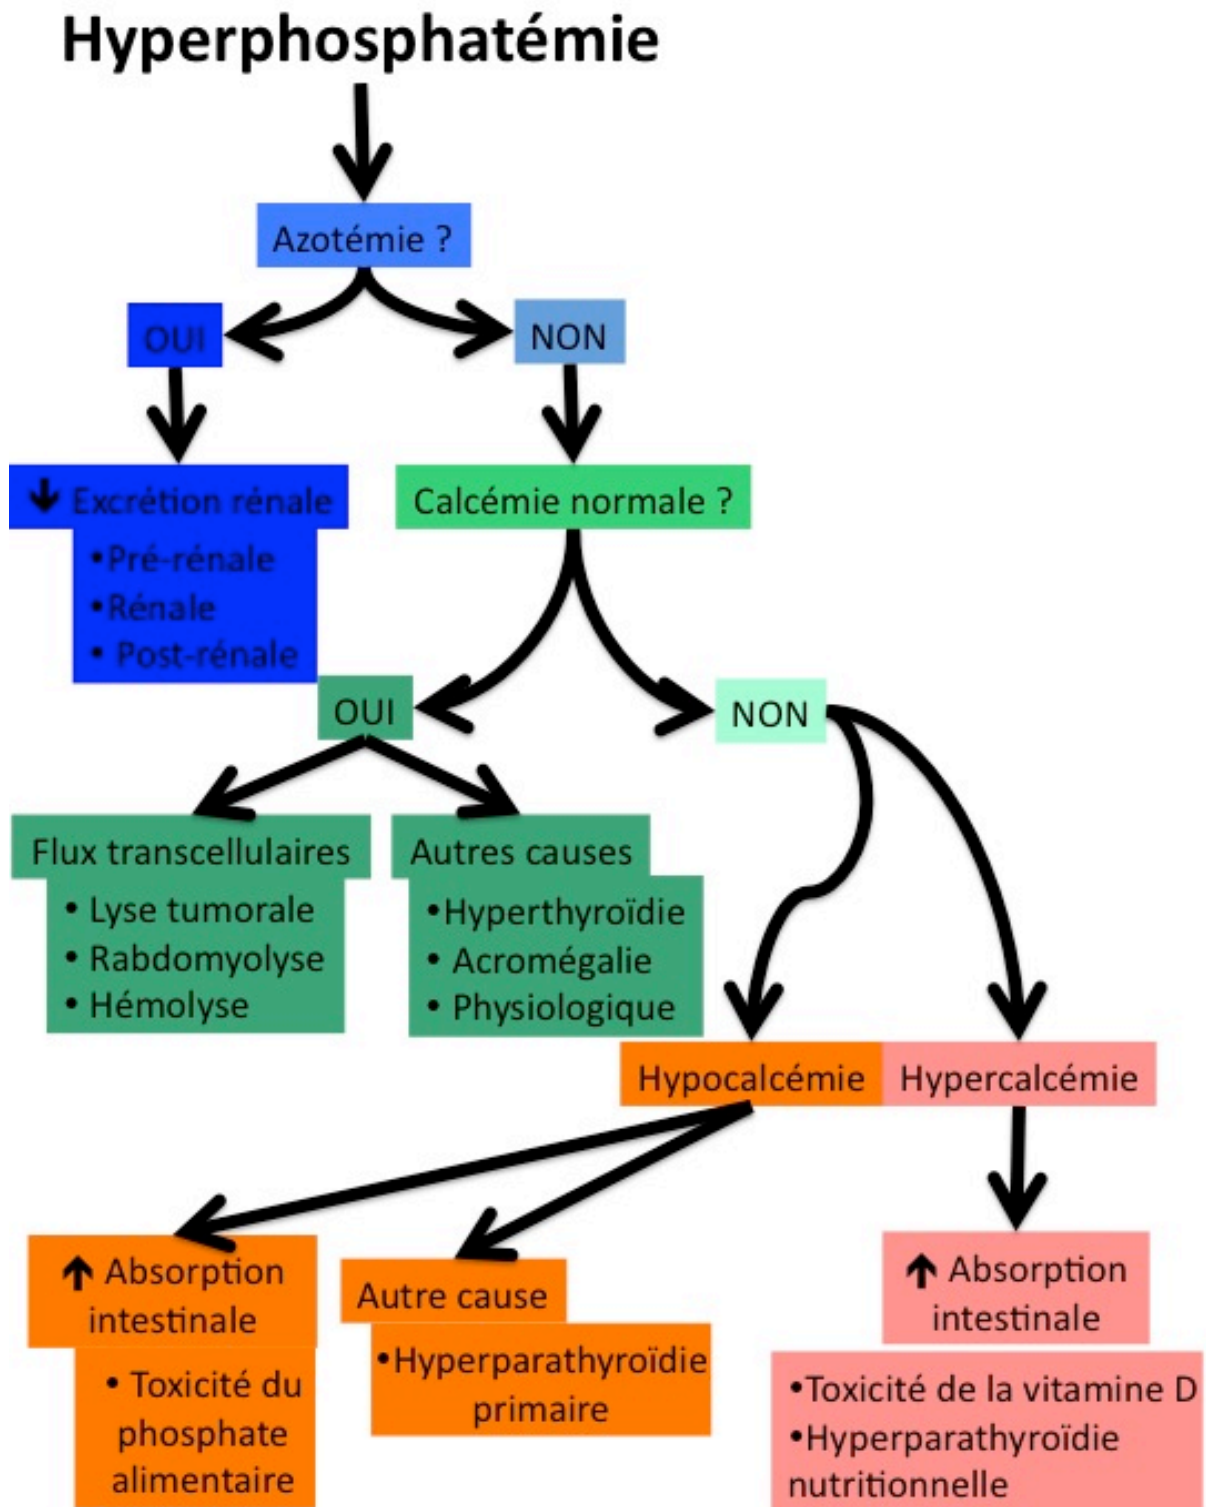 Hyperphosphatémie
Azotémie ?
OUI
NON
↓ Excrétion rénale
•Pré-rénale
•Rénale
• Post-rénale
Calcémie normale ?
OUI
NON
Flux transcellulaires
• Lyse tumorale
• Rabdomyolyse
• Hémolyse
Autres causes
•Hyperthyroïdie
• Acromégalie
• Physiologique
Hypocalcémie
Hypercalcémie
↑ Absorption
intestinale
• Toxicité du
phosphate
alimentaire
Autre cause
•Hyperparathyroïdie
primaire
↑ Absorption
intestinale
•Toxicité de la vitamine D
•Hyperparathyroïdie
nutritionnelle